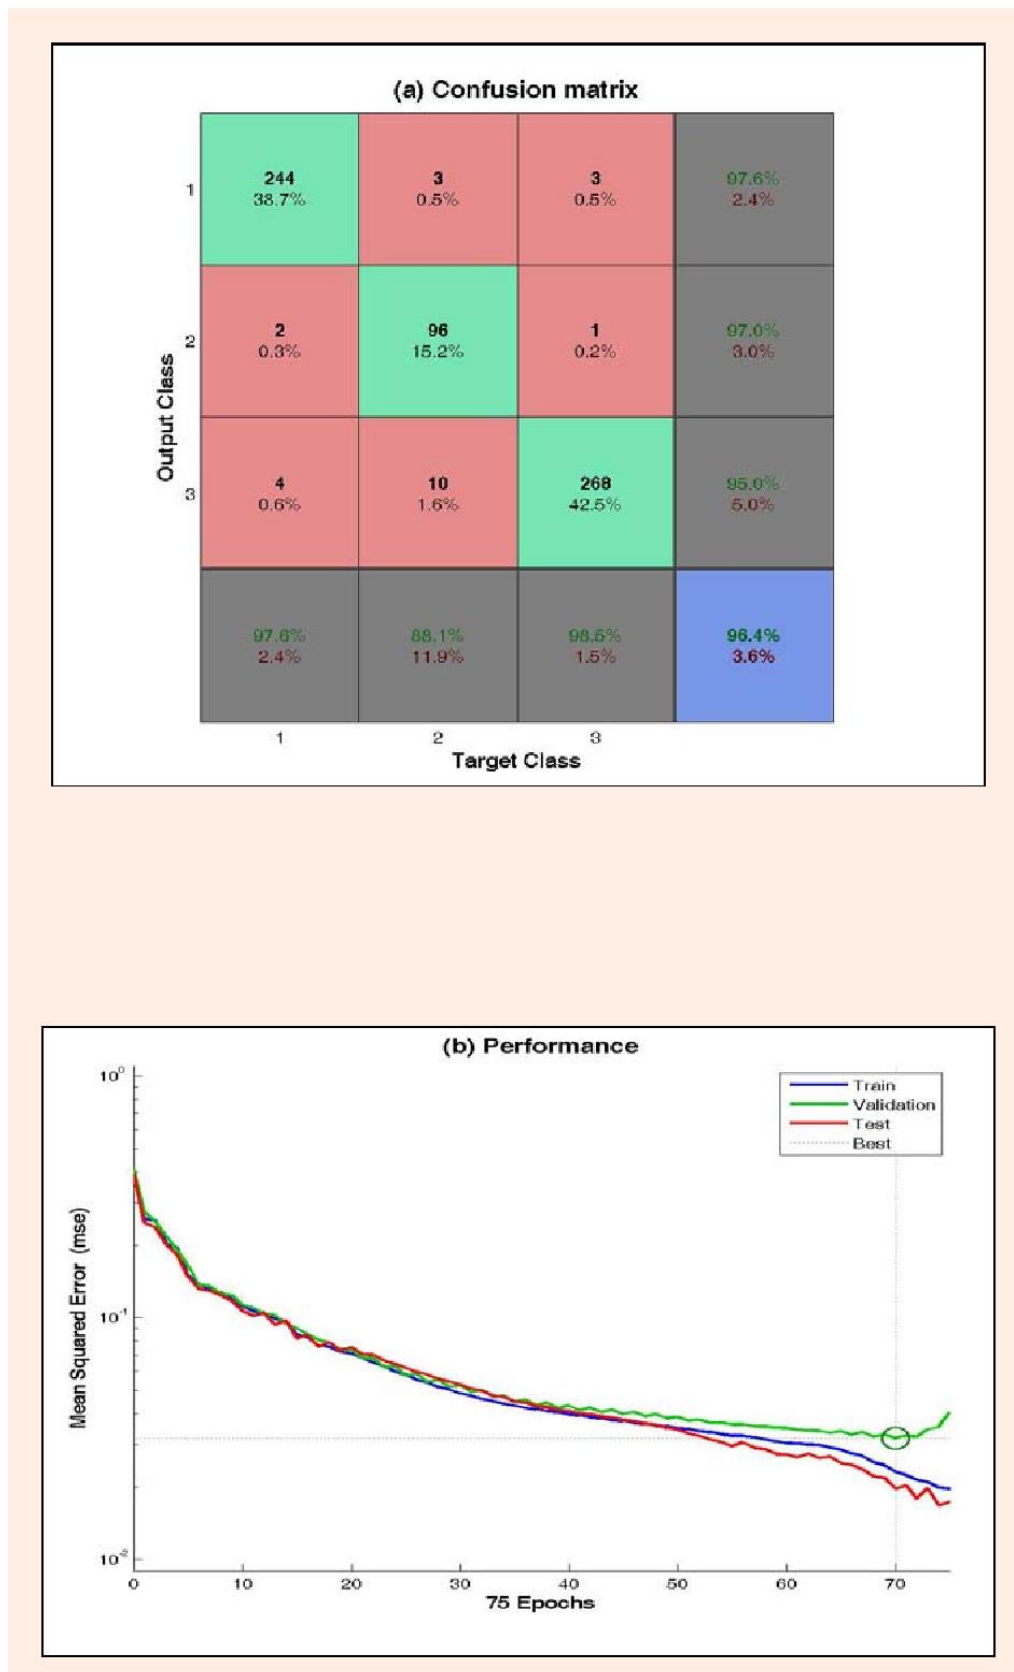 (a) Confusion matrix
244 3 3 97.6%
1 38.7% 0.5% 0.5% 2.4%
2 96 1 97.0%
2 0.3% 15.2% 0.2% 3.0%
4 10 268 95.0%
3 0.6% 1.6% 42.5% 5.0%
97.6% 88.1% 98.5% 96.4%
2.4% 11.9% 1.5% 3.6%
1 2 3
Output Class
Target Class
(b) Performance
10⁰
Train
Validation
Test
Best
Mean Squared Error (mse)
10⁻¹
10⁻²
0 10 20 30 40 50 60 70
75 Epochs